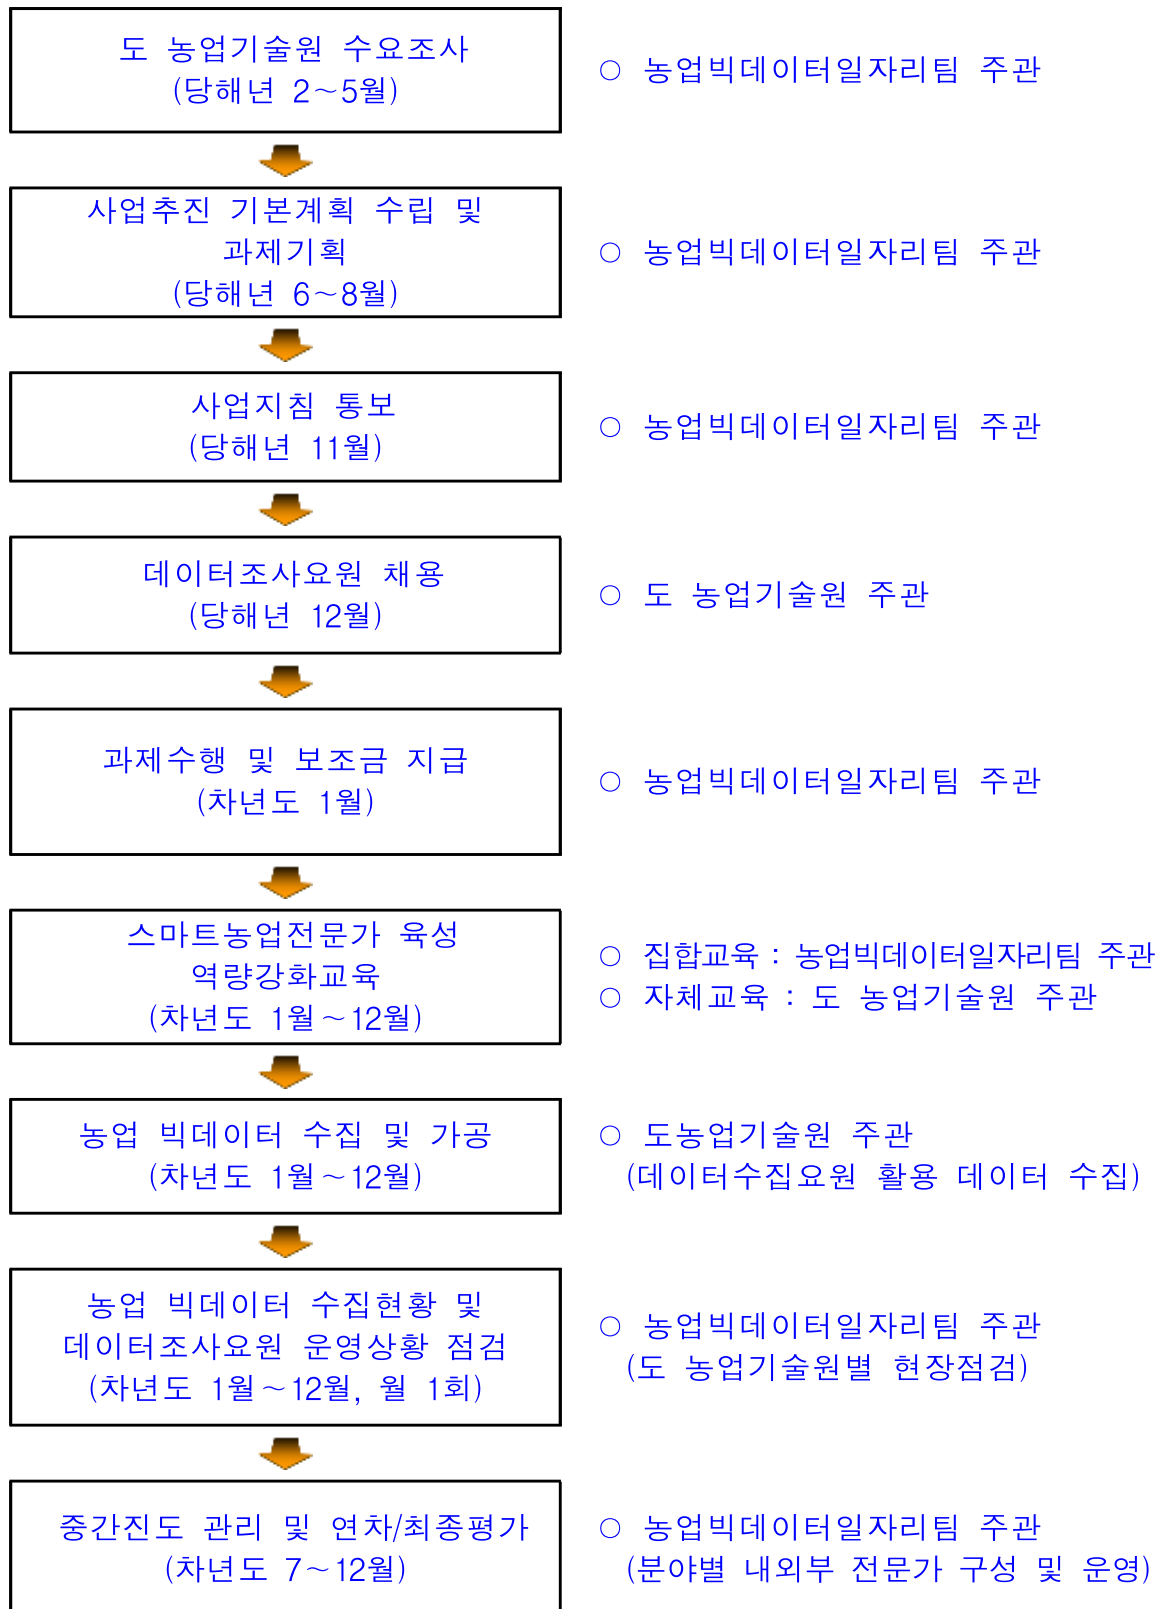 도 농업기술원 수요조사
(당해년 2～5월)
○ 농업빅데이터일자리팀 주관
사업추진 기본계획 수립 및
과제기획
(당해년 6～8월)
○ 농업빅데이터일자리팀 주관
사업지침 통보
(당해년 11월)
○ 농업빅데이터일자리팀 주관
데이터조사요원 채용
(당해년 12월)
○ 도 농업기술원 주관
과제수행 및 보조금 지급
(차년도 1월)
○ 농업빅데이터일자리팀 주관
스마트농업전문가 육성
역량강화교육
(차년도 1월～12월)
○ 집합교육 : 농업빅데이터일자리팀 주관
○ 자체교육 : 도 농업기술원 주관
농업 빅데이터 수집 및 가공
(차년도 1월～12월)
○ 도농업기술원 주관
(데이터수집요원 활용 데이터 수집)
농업 빅데이터 수집현황 및
데이터조사요원 운영상황 점검
(차년도 1월～12월, 월 1회)
○ 농업빅데이터일자리팀 주관
(도 농업기술원별 현장점검)
중간진도 관리 및 연차/최종평가
(차년도 7～12월)
○ 농업빅데이터일자리팀 주관
(분야별 내외부 전문가 구성 및 운영)